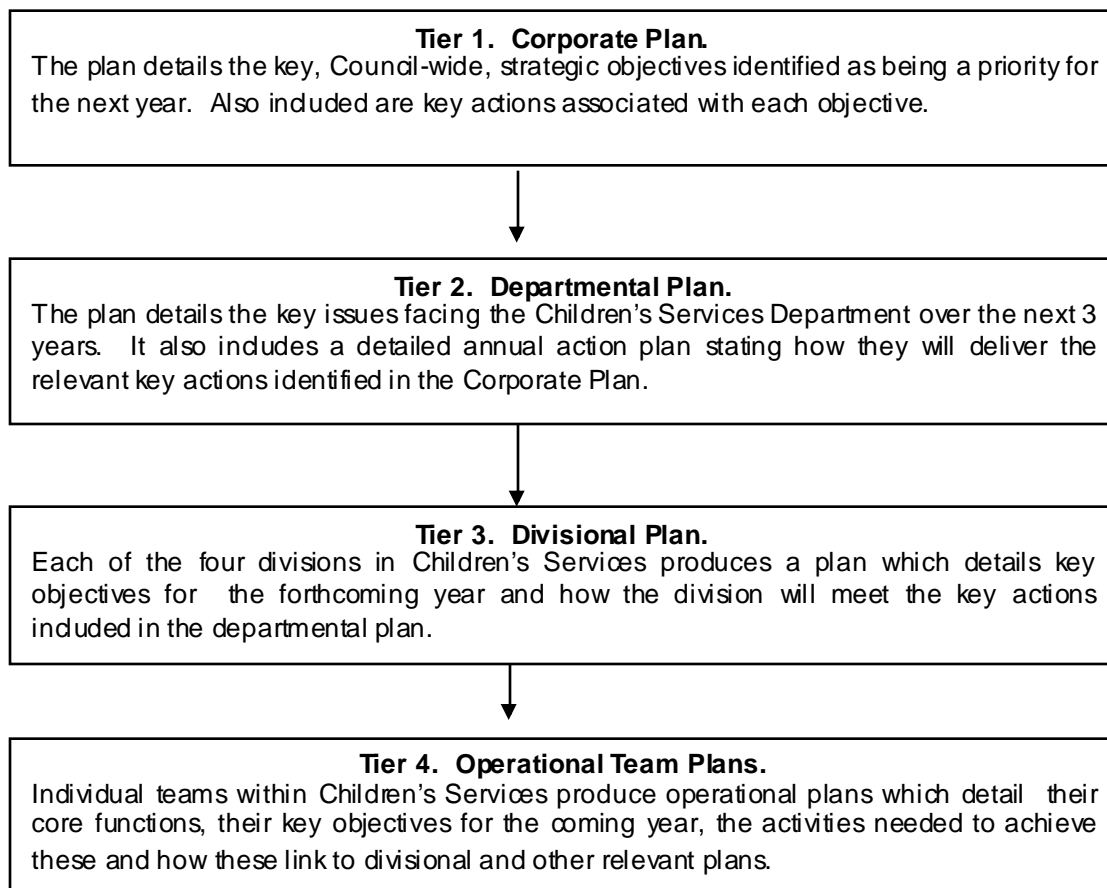 Tier 1.  Corporate Plan.
The plan details the key, Council-wide, strategic objectives identified as being a priority for
the next year.  Also included are key actions associated with each objective.
Tier 2.  Departmental Plan.
The plan details the key issues facing the Children’s Services Department over the next 3
years.  It also includes a detailed annual action plan stating how they will deliver the
relevant key actions identified in the Corporate Plan.
Tier 3.  Divisional Plan.
Each of the four divisions in Children’s Services produces a plan which details key
objectives for the forthcoming year and how the division will meet the key actions
included in the departmental plan.
Tier 4.  Operational Team Plans.
Individual teams within Children’s Services produce operational plans which detail their
core functions, their key objectives for the coming year, the activities needed to achieve
these and how these link to divisional and other relevant plans.